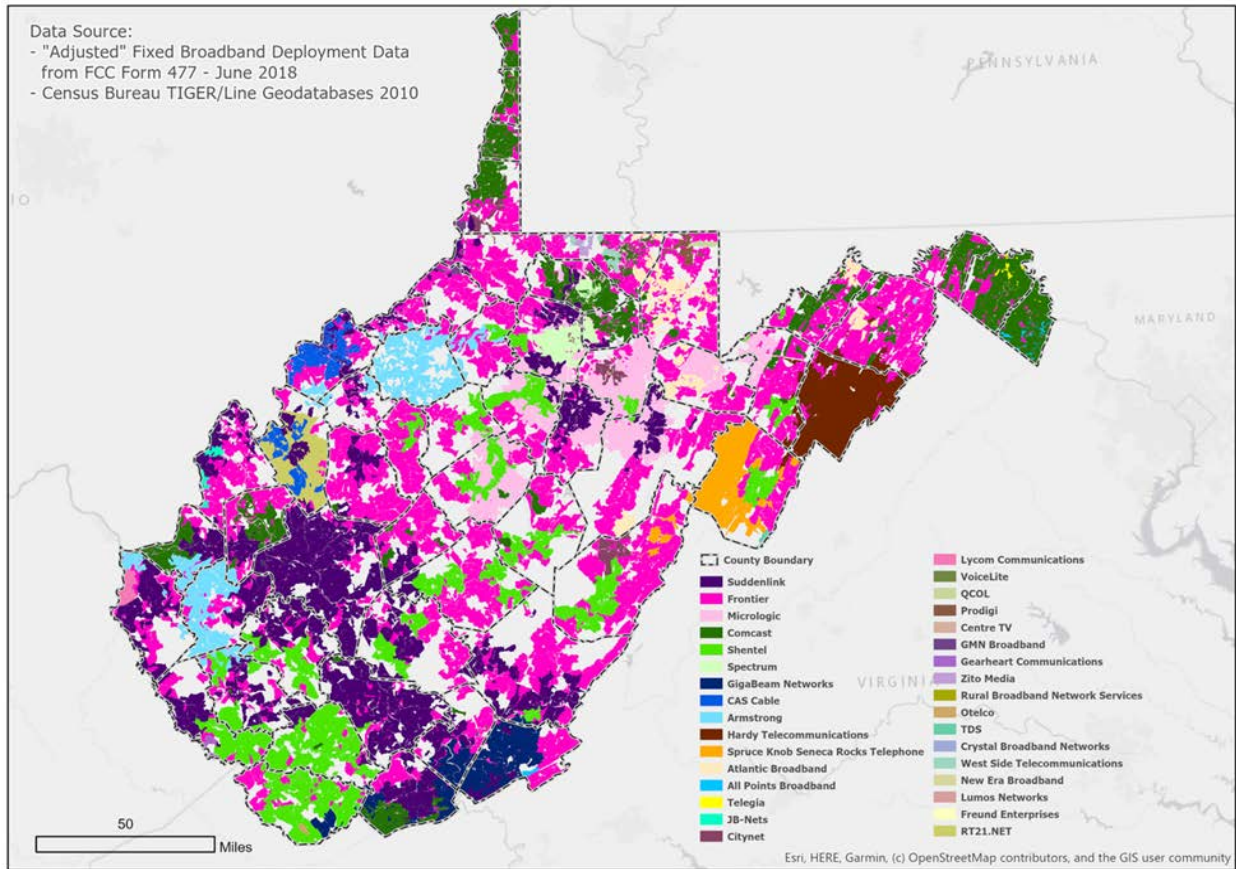 Data Source:
- "Adjusted" Fixed Broadband Deployment Data
from FCC Form 477 - June 2018
- Census Bureau TIGER/Line Geodatabases 2010
PENNSYLVANIA
IO
MARYLAND
VIRGINIA
County Boundary
Suddenlink
Frontier
Micrologic
Comcast
Shentel
Spectrum
GigaBeam Networks
CAS Cable
Armstrong
Hardy Telecommunications
Spruce Knob Seneca Rocks Telephone
Atlantic Broadband
All Points Broadband
Telegia
JB-Nets
Citynet
Lycom Communications
VoiceLite
QCOL
Prodigi
Centre TV
GMN Broadband
Gearheart Communications
Zito Media
Rural Broadband Network Services
Otelco
TDS
Crystal Broadband Networks
West Side Telecommunications
New Era Broadband
Lumos Networks
Freund Enterprises
RT21.NET
50
Miles
Esri, HERE, Garmin, (c) OpenStreetMap contributors, and the GIS user community